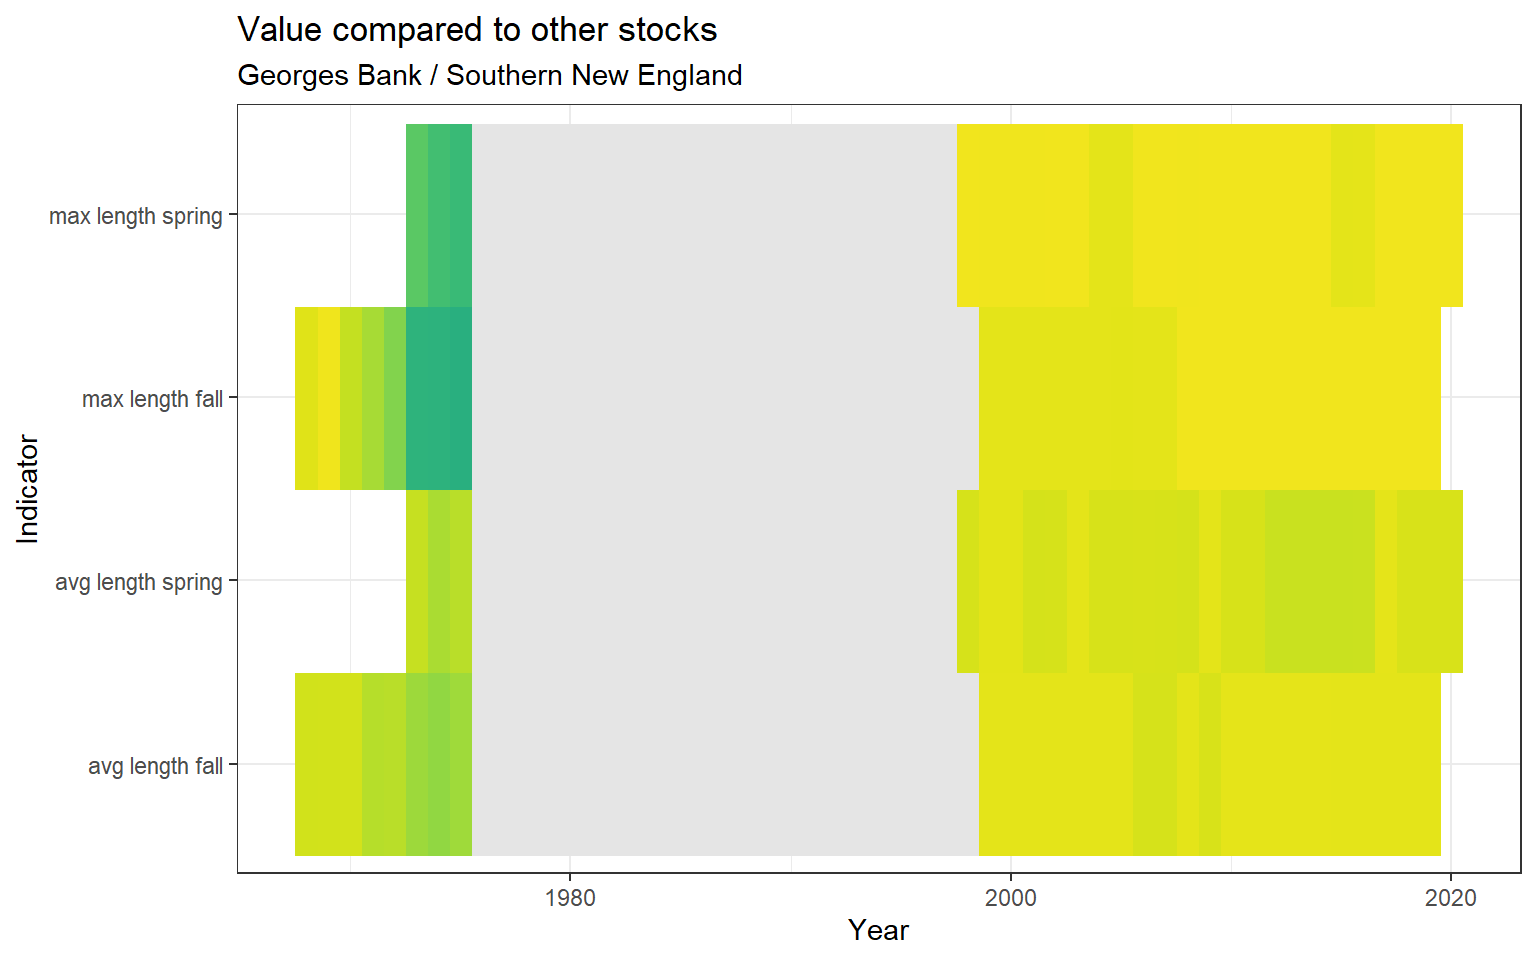 Value compared to other stocks
Georges Bank / Southern New England
max length spring
max length fall
avg length spring
avg length fall
Indicator
1980
2000
2020
Year